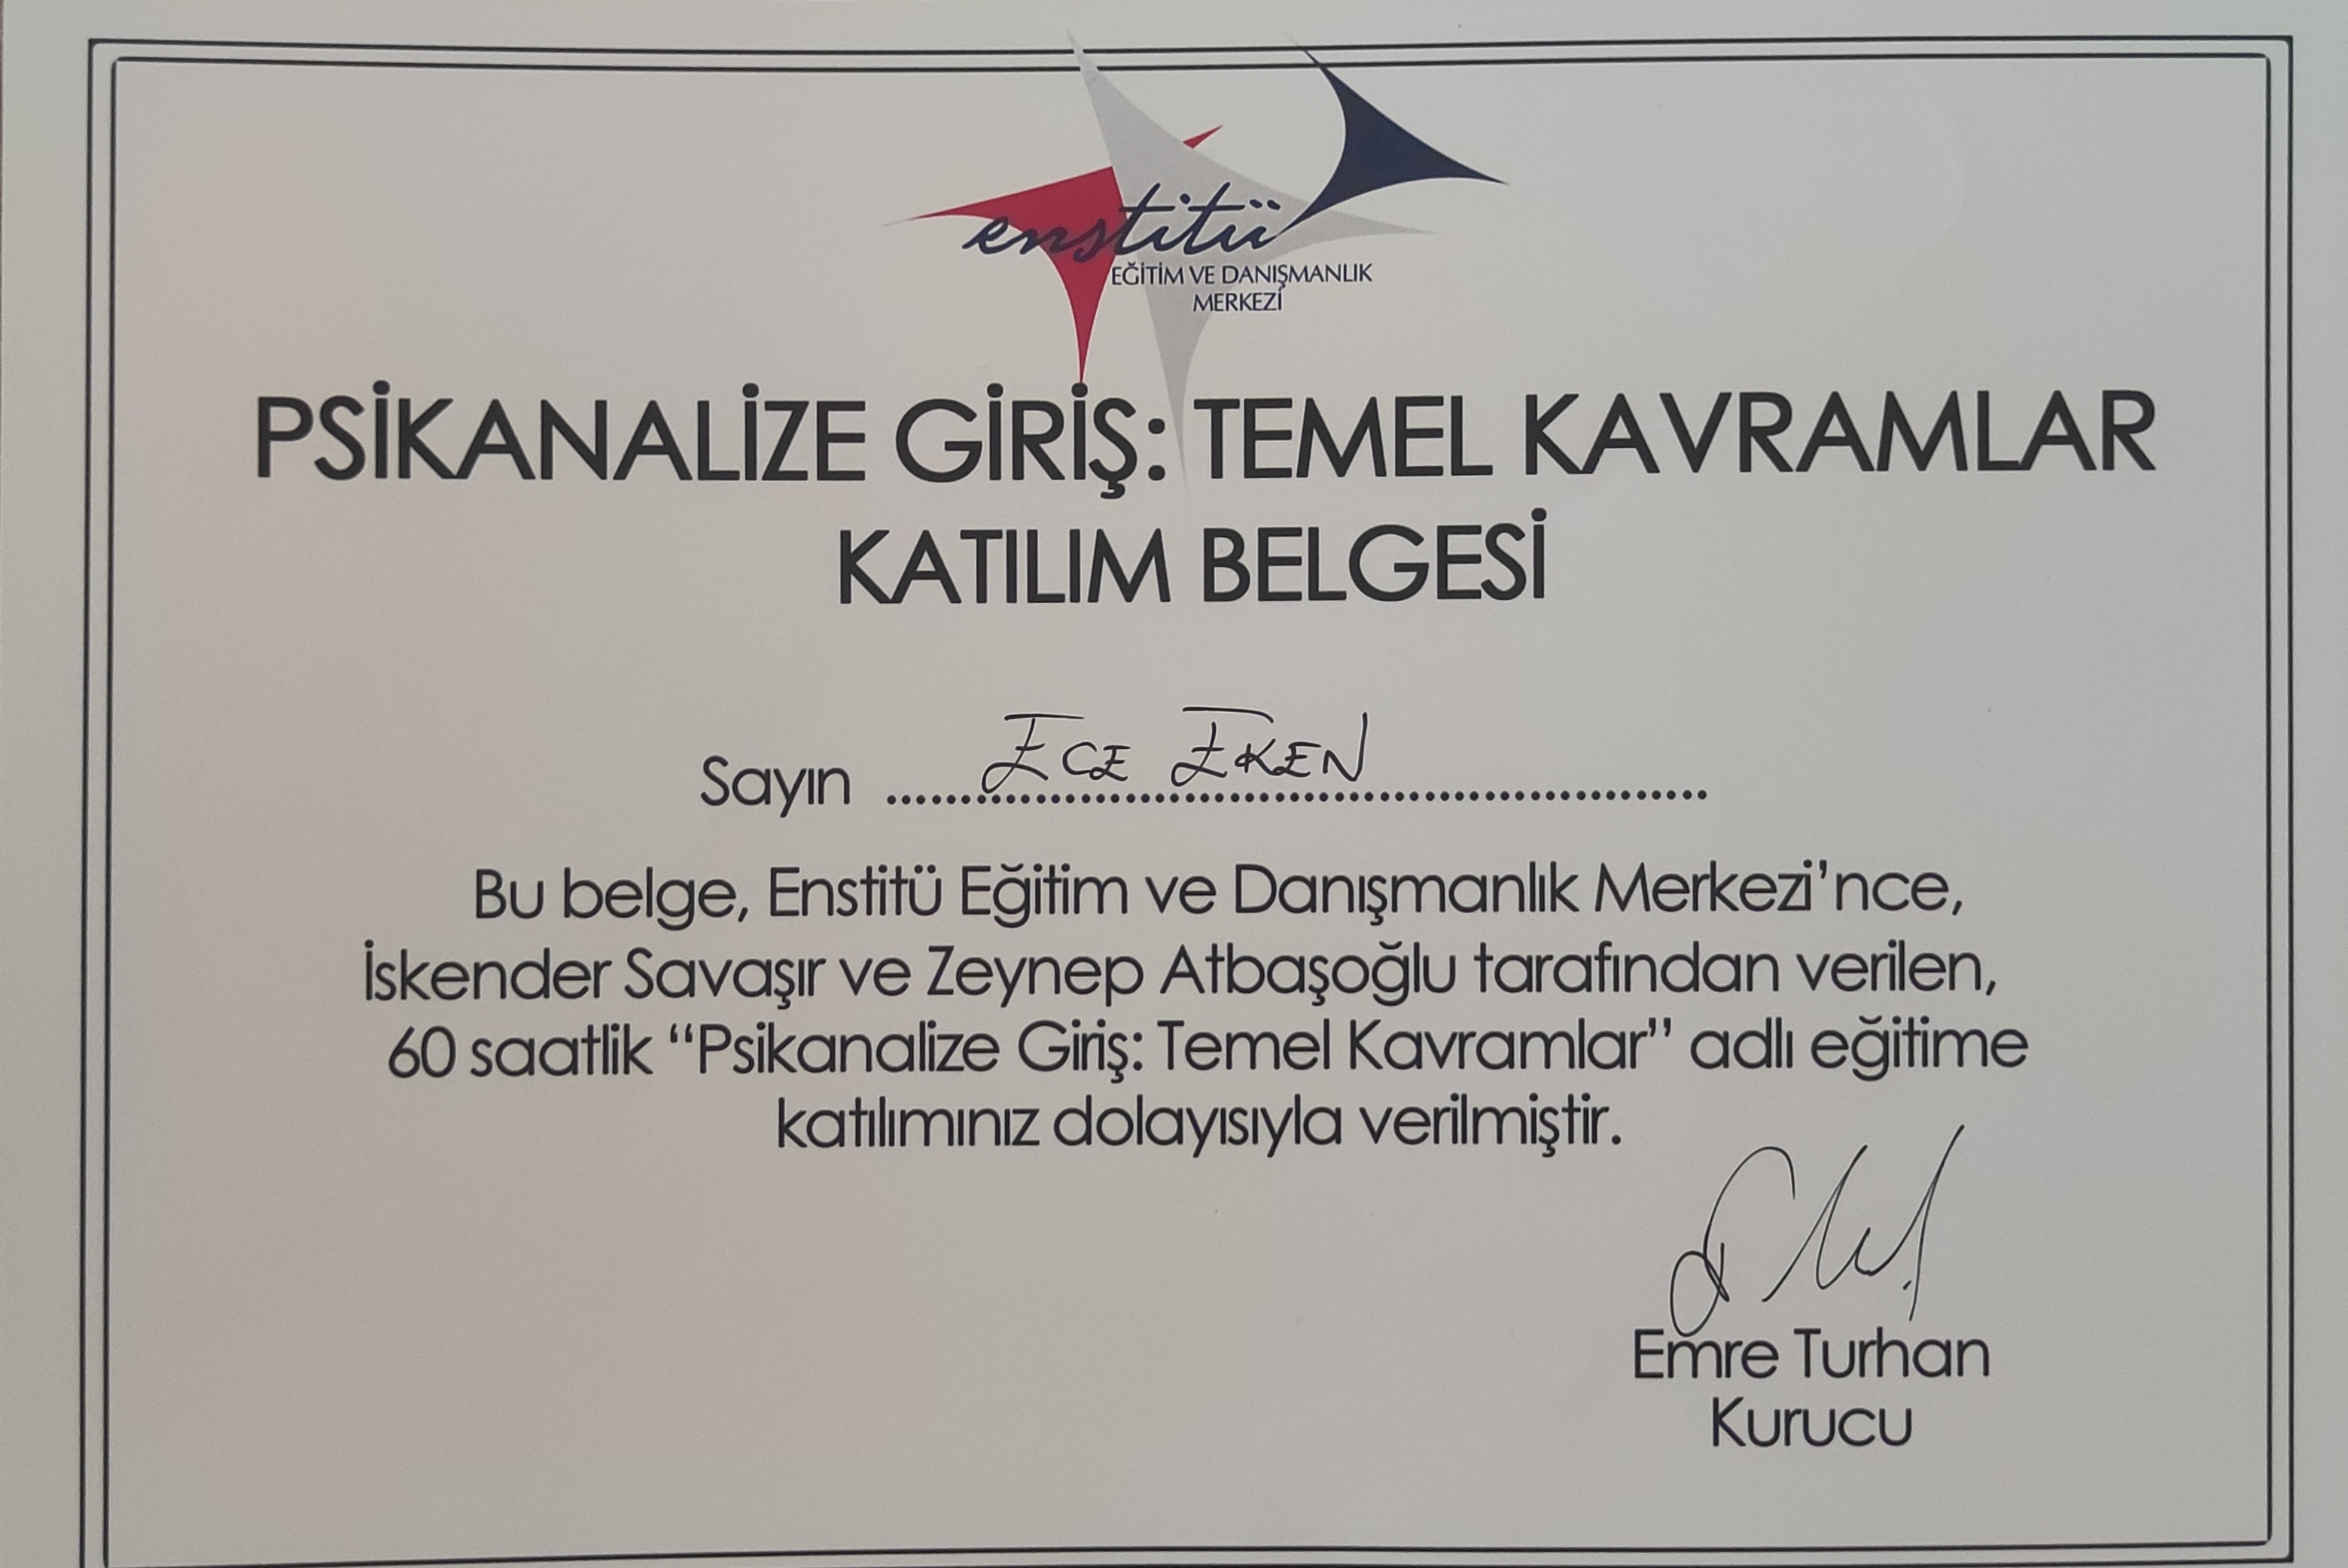 enstitü
EĞİTİM VE DANIŞMANLIK
MERKEZİ
PSİKANALİZE GİRİŞ: TEMEL KAVRAMLAR
KATILIM BELGESİ
Sayın ECE EKEN
Bu belge, Enstitü Eğitim ve Danışmanlık Merkezi'nce,
İskender Savaşır ve Zeynep Atbaşoğlu tarafından verilen,
60 saatlik “Psikanalize Giriş: Temel Kavramlar” adlı eğitime
katılımınız dolayısıyla verilmiştir.
Emre Turhan
Kurucu